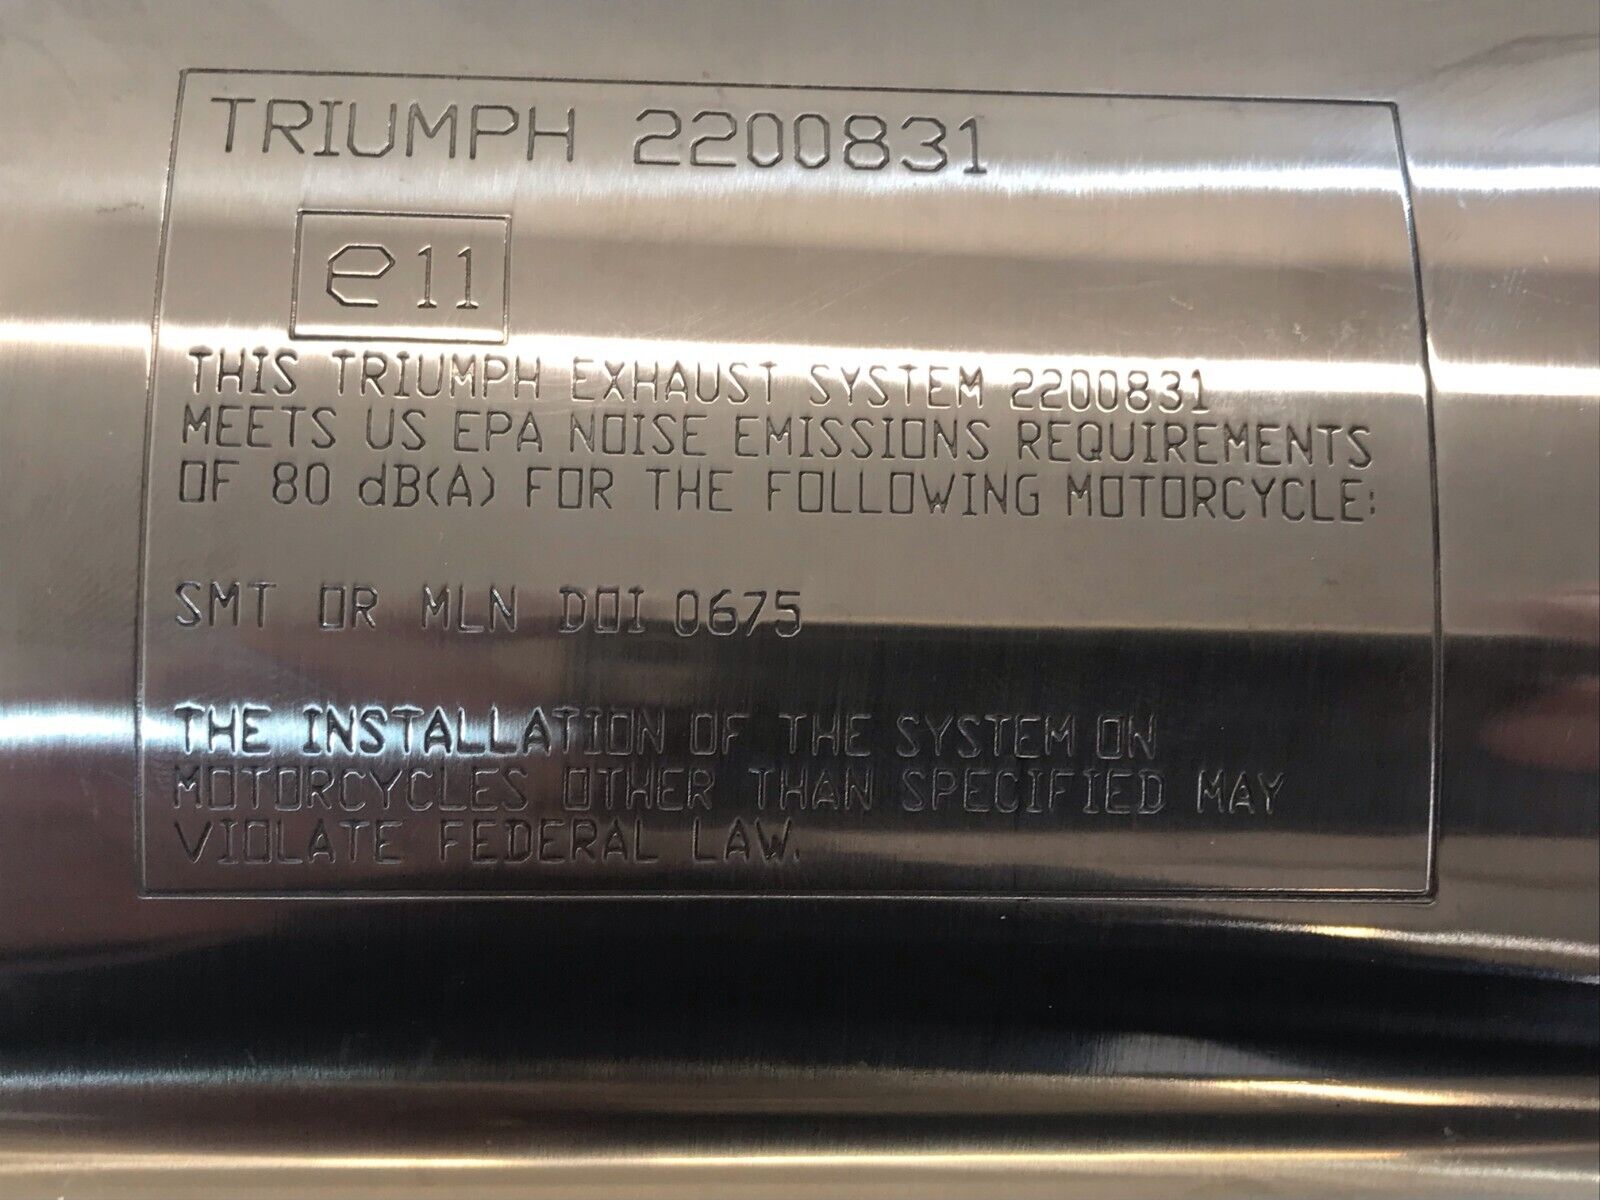 TRIUMPH 2200831
e11
THIS TRIUMPH EXHAUST SYSTEM 2200831
MEETS US EPA NOISE EMISSIONS REQUIREMENTS
OF 80 dB(A) FOR THE FOLLOWING MOTORCYCLE:
SMT OR MLN DOI 0675
THE INSTALLATION OF THE SYSTEM ON
MOTORCYCLES OTHER THAN SPECIFIED MAY
VIOLATE FEDERAL LAW.